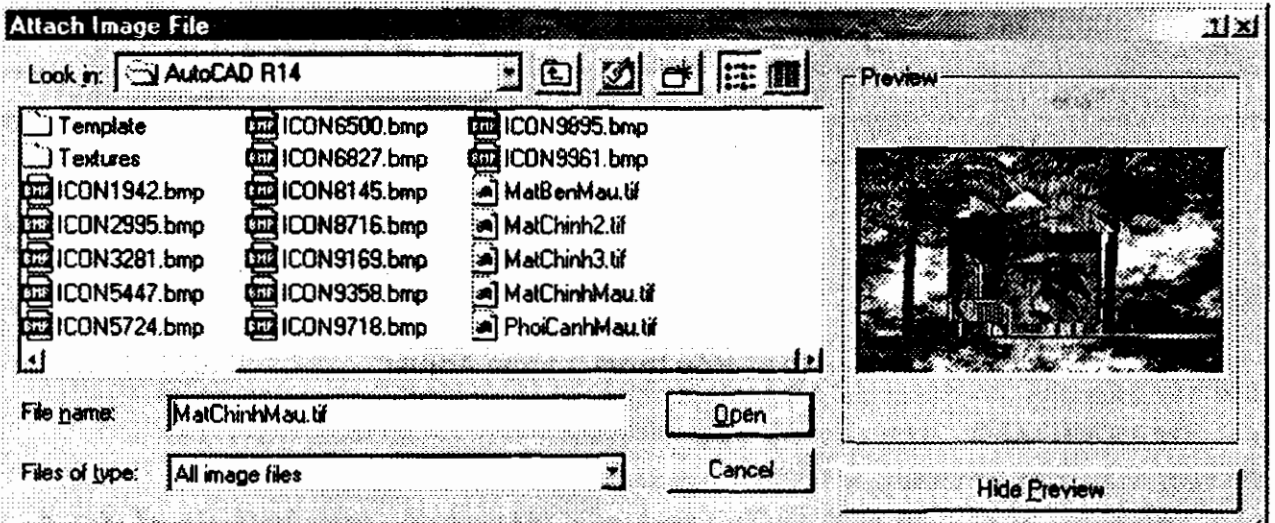 Attach Image File
Look in: AutoCAD R14
Preview
Template ICON6500.bmp ICON9895.bmp
Textures ICON6827.bmp ICON9961.bmp
ICON1942.bmp ICON8145.bmp MatBenMau.tif
ICON2995.bmp ICON8716.bmp MatChinh2.tif
ICON3281.bmp ICON9169.bmp MatChinh3.tif
ICON5447.bmp ICON9358.bmp MatChinhMau.tif
ICON5724.bmp ICON9718.bmp PhoiCanhMau.tif
File name: MatChinhMau.tif Open
Files of type: All image files Cancel
Hide Preview